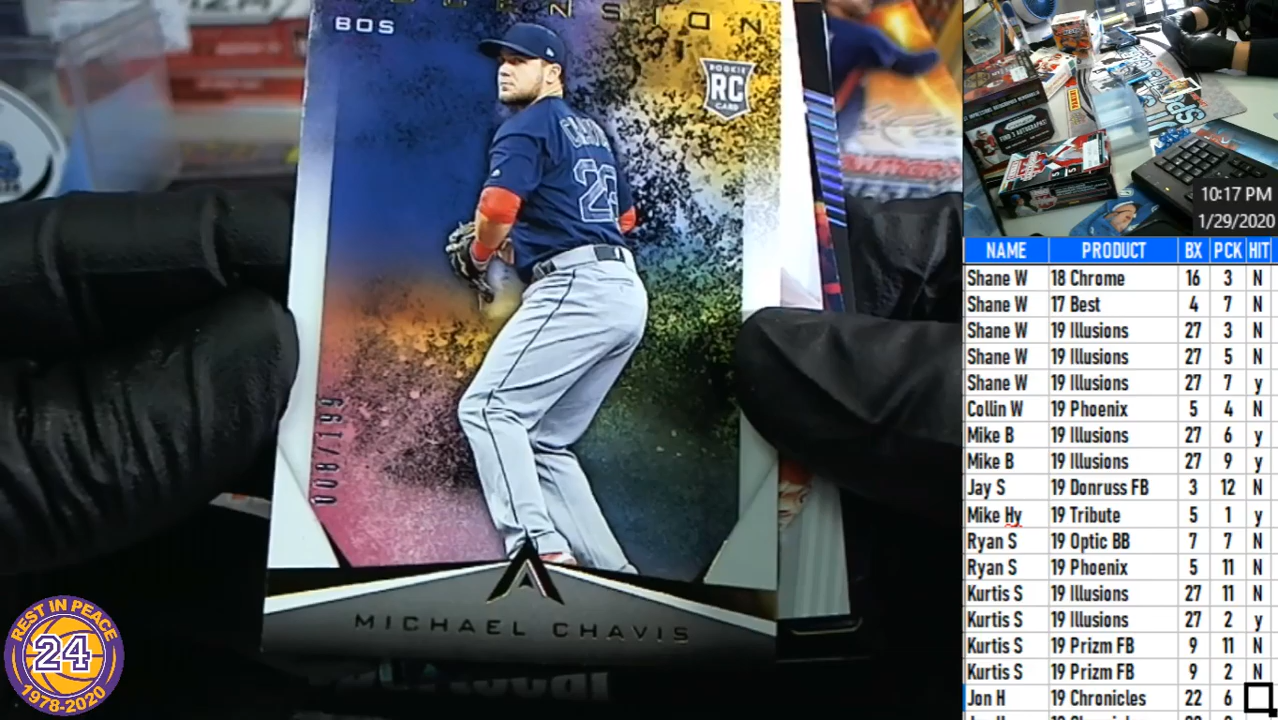 ENSION
BOS
ROOKIE
RC
CARD
CHAVIS
23
008/199
MICHAEL CHAVIS
REST IN PEACE
24
1978-2020
10:17 PM
1/29/2020
NAME PRODUCT BX PCK HIT
Shane W 18 Chrome 16 3 N
Shane W 17 Best 4 7 N
Shane W 19 Illusions 27 3 N
Shane W 19 Illusions 27 5 N
Shane W 19 Illusions 27 7 y
Collin W 19 Phoenix 5 4 N
Mike B 19 Illusions 27 6 y
Mike B 19 Illusions 27 9 y
Jay S 19 Donruss FB 3 12 N
Mike Hy 19 Tribute 5 1 y
Ryan S 19 Optic BB 7 7 N
Ryan S 19 Phoenix 5 11 N
Kurtis S 19 Illusions 27 11 N
Kurtis S 19 Illusions 27 2 y
Kurtis S 19 Prizm FB 9 11 N
Kurtis S 19 Prizm FB 9 2 N
Jon H 19 Chronicles 22 6